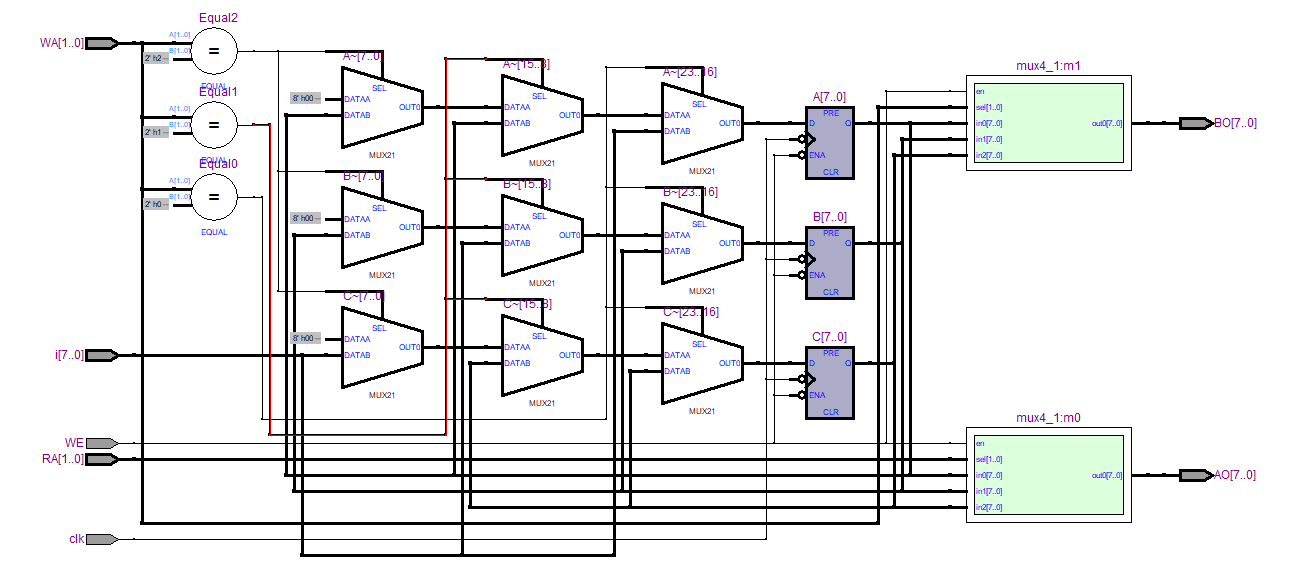 Equal2
WA[1..0]
A[1..0]
B[1..0]
=
2' h2 --
EQUAL
Equal1
A[1..0]
B[1..0]
=
2' h1 --
EQUAL
Equal0
A[1..0]
B[1..0]
=
2' h0 --
EQUAL
A~[7..0]
SEL
8' h00 --
DATAA
DATAB
OUT0
MUX21
A~[15..8]
SEL
DATAA
DATAB
OUT0
MUX21
A~[23..16]
SEL
DATAA
DATAB
OUT0
MUX21
A[7..0]
PRE
D
Q
ENA
CLR
mux4_1:m1
en
sel[1..0]
in0[7..0]
in1[7..0]
in2[7..0]
out0[7..0]
BO[7..0]
B~[7..0]
SEL
8' h00 --
DATAA
DATAB
OUT0
MUX21
B~[15..8]
SEL
DATAA
DATAB
OUT0
MUX21
B~[23..16]
SEL
DATAA
DATAB
OUT0
MUX21
B[7..0]
PRE
D
Q
ENA
CLR
C~[7..0]
SEL
8' h00 --
DATAA
DATAB
OUT0
MUX21
C~[15..8]
SEL
DATAA
DATAB
OUT0
MUX21
C~[23..16]
SEL
DATAA
DATAB
OUT0
MUX21
C[7..0]
PRE
D
Q
ENA
CLR
i[7..0]
WE
RA[1..0]
clk
mux4_1:m0
en
sel[1..0]
in0[7..0]
in1[7..0]
in2[7..0]
out0[7..0]
AO[7..0]